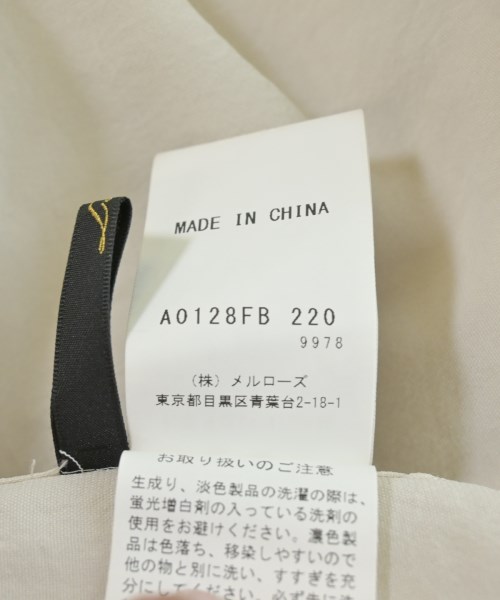 MADE IN CHINA
A0128FB 220
9978
(株) メルローズ
東京都目黒区青葉台2-18-1
お取り扱いのご注意
生成り、淡色製品の洗濯の際は、
蛍光増白剤の入っている洗剤の
使用をお避けください。濃色製
品は色落ち、移染しやすいので
他の物と別に洗い、すすぎを充
分にしてください。必ず先に洗